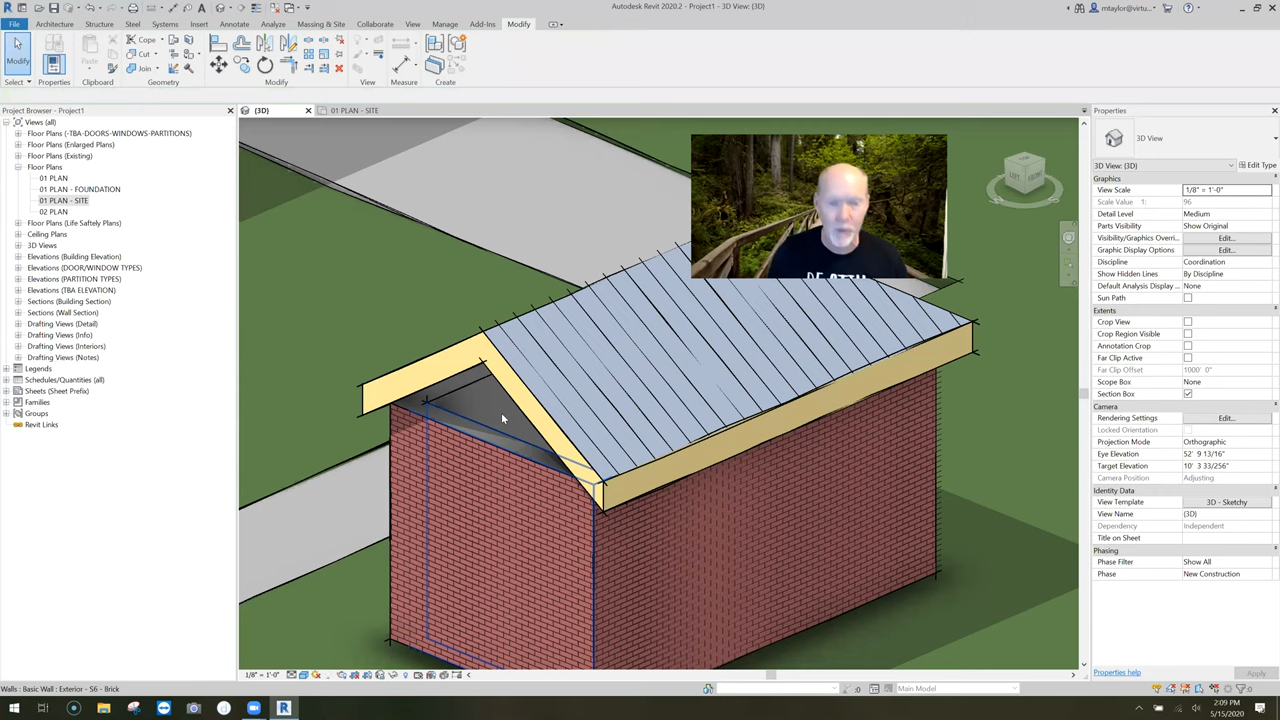 Autodesk Revit 2020.2 - Project1 - 3D View: {3D}
mtaylor@virtu...
File Architecture Structure Steel Systems Insert Annotate Analyze Massing & Site Collaborate View Manage Add-Ins Modify
Modify
Paste
Cope
Cut
Join
Select Properties Clipboard Geometry Modify View Measure Create
Project Browser - Project1
{3D}
01 PLAN - SITE
Properties
Views (all)
Floor Plans (-TBA-DOORS-WINDOWS-PARTITIONS)
Floor Plans (Enlarged Plans)
Floor Plans (Existing)
Floor Plans
01 PLAN
01 PLAN - FOUNDATION
01 PLAN - SITE
02 PLAN
Floor Plans (Life Saftely Plans)
Ceiling Plans
3D Views
Elevations (Building Elevation)
Elevations (DOOR/WINDOW TYPES)
Elevations (PARTITION TYPES)
Elevations (TBA ELEVATION)
Sections (Building Section)
Sections (Wall Section)
Drafting Views (Detail)
Drafting Views (Info)
Drafting Views (Interiors)
Drafting Views (Notes)
Legends
Schedules/Quantities (all)
Sheets (Sheet Prefix)
Families
Groups
Revit Links
TOP
LEFT
FRONT
3D View
3D View: {3D}
Edit Type
Graphics
View Scale 1/8" = 1'-0"
Scale Value 1: 96
Detail Level Medium
Parts Visibility Show Original
Visibility/Graphics Overri... Edit...
Graphic Display Options Edit...
Discipline Coordination
Show Hidden Lines By Discipline
Default Analysis Display ... None
Sun Path
Extents
Crop View
Crop Region Visible
Annotation Crop
Far Clip Active
Far Clip Offset 1000' 0"
Scope Box None
Section Box
Camera
Rendering Settings Edit...
Locked Orientation
Projection Mode Orthographic
Eye Elevation 52' 9 13/16"
Target Elevation 10' 3 33/256"
Camera Position Adjusting
Identity Data
View Template 3D - Sketchy
View Name {3D}
Dependency Independent
Title on Sheet
Phasing
Phase Filter Show All
Phase New Construction
Properties help
Apply
1/8" = 1'-0"
Walls : Basic Wall : Exterior - S6 - Brick
:0
Main Model
2:09 PM
5/15/2020